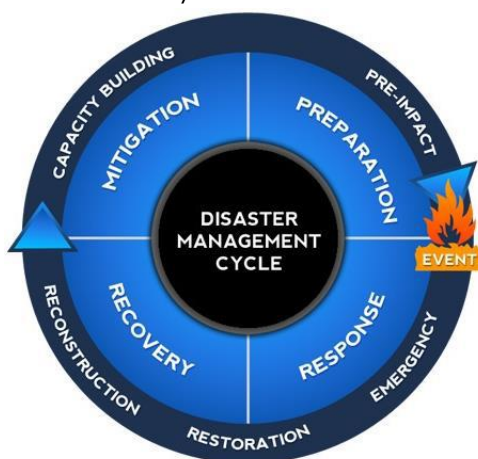 CAPACITY BUILDING
PRE-IMPACT
MITIGATION
PREPARATION
DISASTER
MANAGEMENT
CYCLE
EVENT
RECOVERY
RESPONSE
RECONSTRUCTION
EMERGENCY
RESTORATION